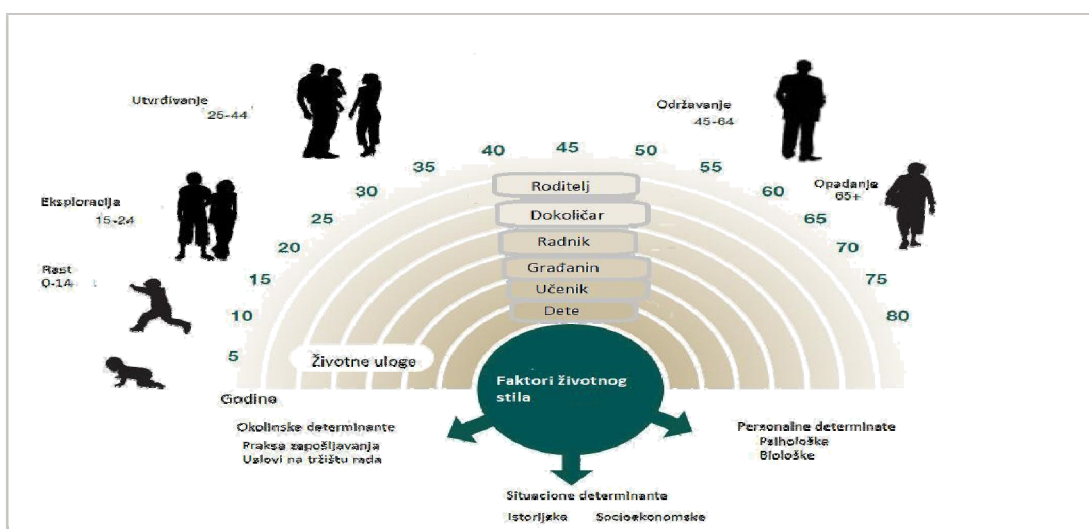 Utvrđivanje
25-44
Održavanje
45-64
Eksploracija
15-24
Opadanje
65+
Rast
0-14
5
10
15
20
25
30
35
40
45
50
55
60
65
70
75
80
Roditelj
Dokoličar
Radnik
Građanin
Učenik
Dete
Životne uloge
Godine
Faktori životnog
stila
Okolinske determinante
Praksa zapošljavanja
Uslovi na tržištu rada
Personalne determinate
Psihološke
Biološke
Situacione determinante
Istorijske Socioekonomske